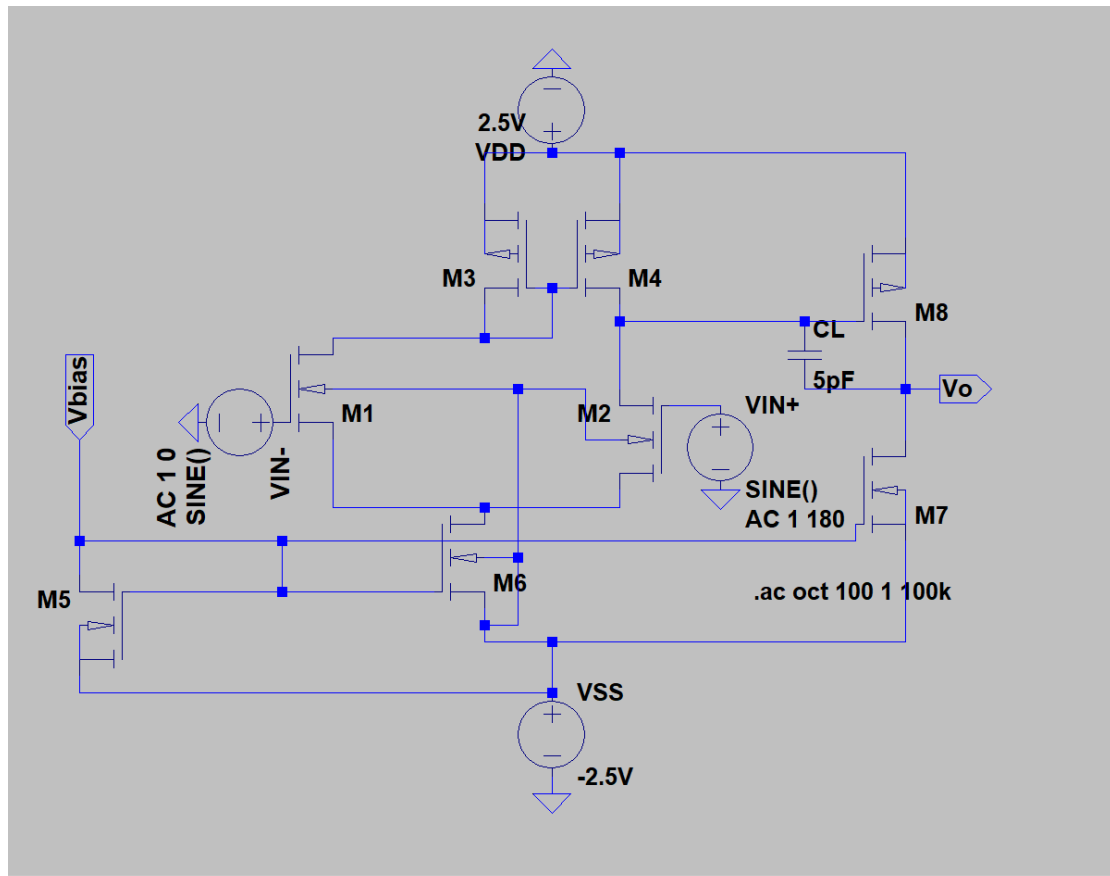 2.5V
VDD
M3
M4
M8
CL
5pF
Vo
Vbias
M1
M2
VIN+
VIN-
AC 1 0
SINE()
SINE()
AC 1 180
M7
M6
M5
.ac oct 100 1 100k
VSS
-2.5V